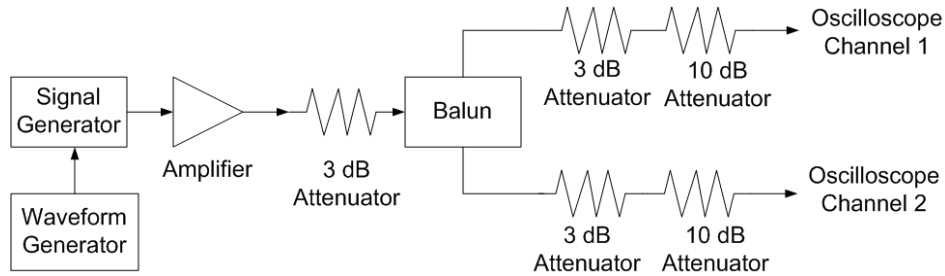 Signal
Generator
Waveform
Generator
Amplifier
3 dB
Attenuator
Balun
3 dB
Attenuator
10 dB
Attenuator
Oscilloscope
Channel 1
3 dB
Attenuator
10 dB
Attenuator
Oscilloscope
Channel 2